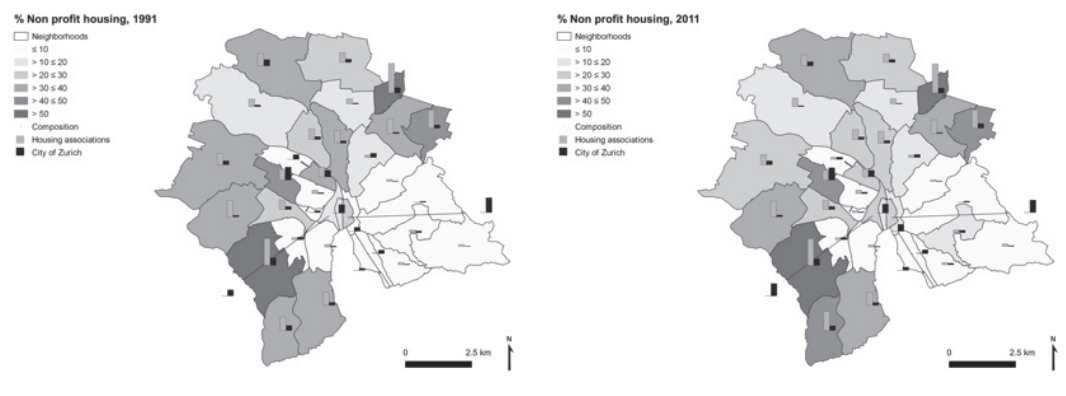 % Non profit housing, 1991
Neighborhoods
≤ 10
> 10 ≤ 20
> 20 ≤ 30
> 30 ≤ 40
> 40 ≤ 50
> 50
Composition
Housing associations
City of Zurich
N
0 2.5 km
% Non profit housing, 2011
Neighborhoods
≤ 10
> 10 ≤ 20
> 20 ≤ 30
> 30 ≤ 40
> 40 ≤ 50
> 50
Composition
Housing associations
City of Zurich
N
0 2.5 km